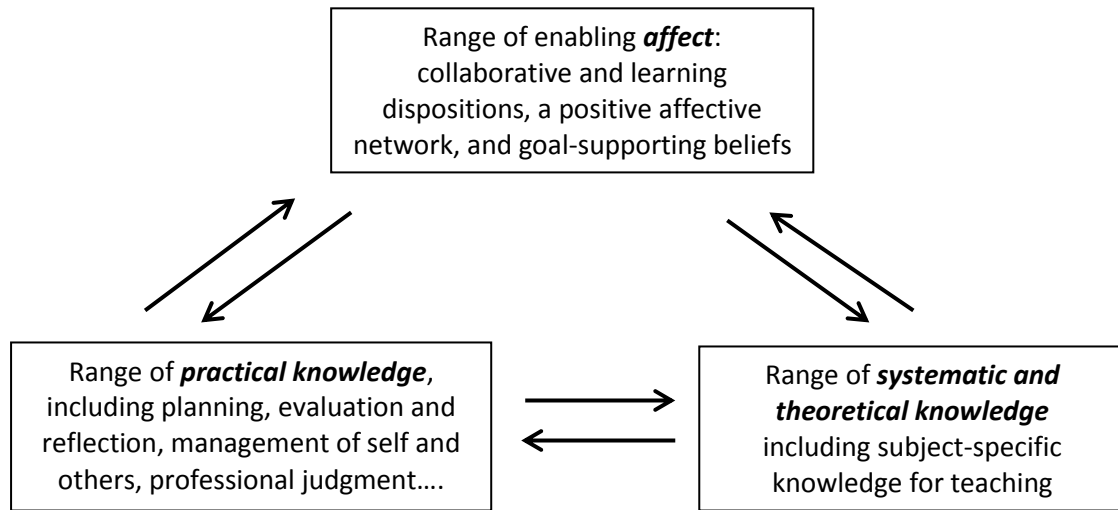 Range of enabling affect:
collaborative and learning
dispositions, a positive affective
network, and goal-supporting beliefs
Range of practical knowledge,
including planning, evaluation and
reflection, management of self and
others, professional judgment….
Range of systematic and
theoretical knowledge
including subject-specific
knowledge for teaching